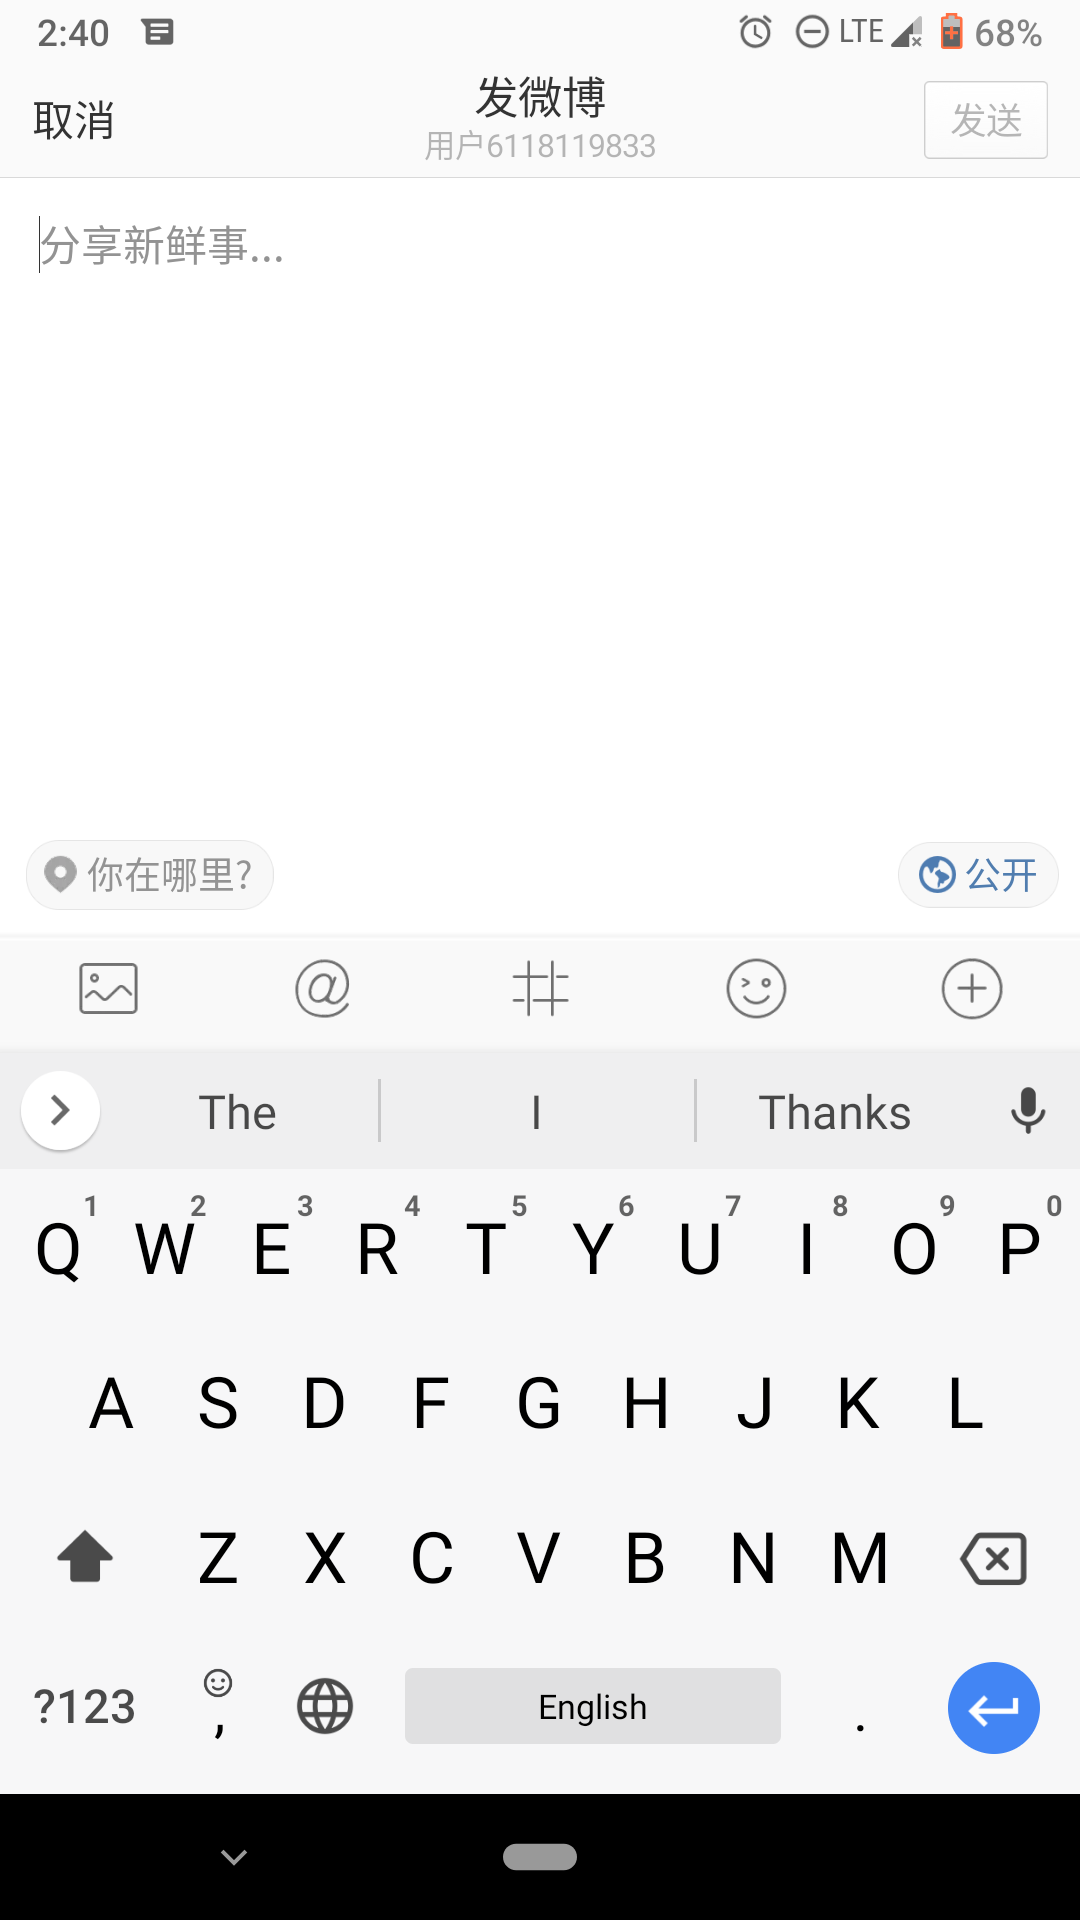 2:40 LTE 68%
取消 发微博 发送
用户6118119833
分享新鲜事...
你在哪里? 公开
The I Thanks
1 2 3 4 5 6 7 8 9 0
Q W E R T Y U I O P
A S D F G H J K L
Z X C V B N M
?123 , English .